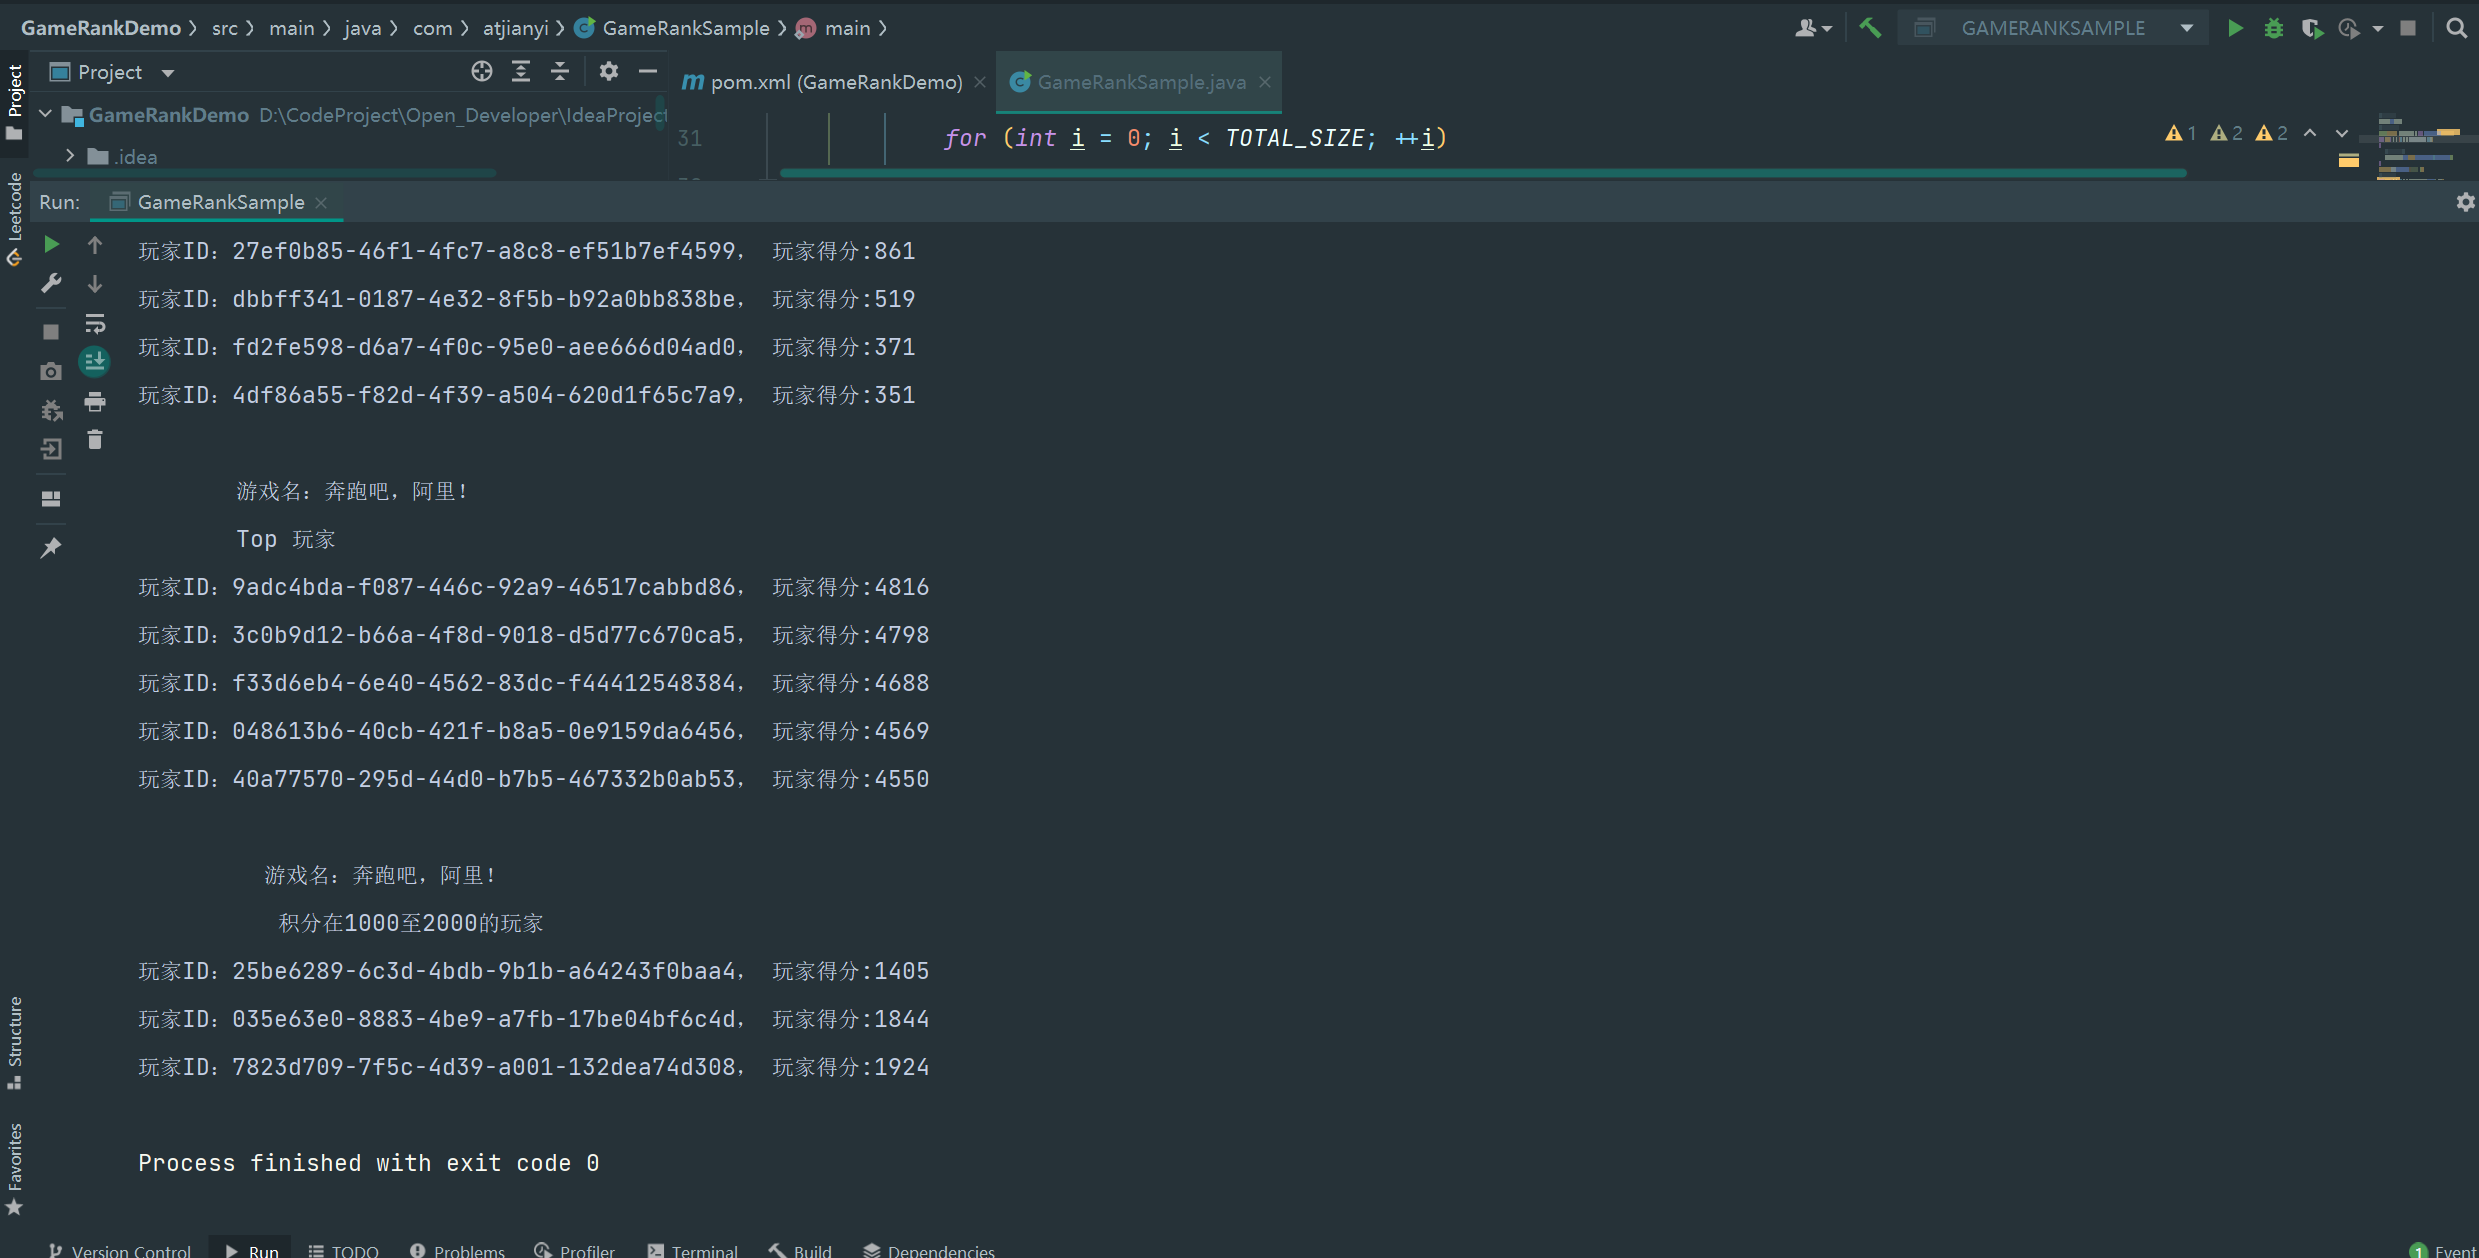 GameRankDemo › src › main › java › com › atjianyi › GameRankSample › main ›
GAMERANKSAMPLE
Project
GameRankDemo D:\CodeProject\Open_Developer\IdeaProject
.idea
pom.xml (GameRankDemo)
GameRankSample.java
31 for (int i = 0; i < TOTAL_SIZE; ++i)
1 2 2
Project
Leetcode
Structure
Favorites
Run: GameRankSample
玩家ID：27ef0b85-46f1-4fc7-a8c8-ef51b7ef4599， 玩家得分:861
玩家ID：dbbff341-0187-4e32-8f5b-b92a0bb838be， 玩家得分:519
玩家ID：fd2fe598-d6a7-4f0c-95e0-aee666d04ad0， 玩家得分:371
玩家ID：4df86a55-f82d-4f39-a504-620d1f65c7a9， 玩家得分:351
游戏名：奔跑吧，阿里！
Top 玩家
玩家ID：9adc4bda-f087-446c-92a9-46517cabbd86， 玩家得分:4816
玩家ID：3c0b9d12-b66a-4f8d-9018-d5d77c670ca5， 玩家得分:4798
玩家ID：f33d6eb4-6e40-4562-83dc-f44412548384， 玩家得分:4688
玩家ID：048613b6-40cb-421f-b8a5-0e9159da6456， 玩家得分:4569
玩家ID：40a77570-295d-44d0-b7b5-467332b0ab53， 玩家得分:4550
游戏名：奔跑吧，阿里！
积分在1000至2000的玩家
玩家ID：25be6289-6c3d-4bdb-9b1b-a64243f0baa4， 玩家得分:1405
玩家ID：035e63e0-8883-4be9-a7fb-17be04bf6c4d， 玩家得分:1844
玩家ID：7823d709-7f5c-4d39-a001-132dea74d308， 玩家得分:1924
Process finished with exit code 0
Version Control Run TODO Problems Profiler Terminal Build Dependencies 1 Event